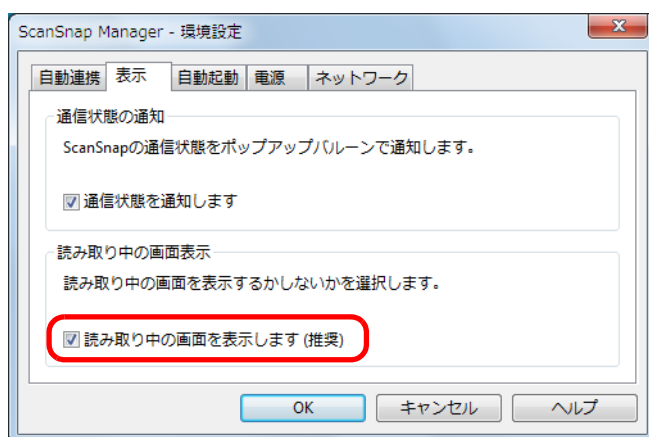 ScanSnap Manager - 環境設定
自動連携 表示 自動起動 電源 ネットワーク
通信状態の通知
ScanSnapの通信状態をポップアップバルーンで通知します。
通信状態を通知します
読み取り中の画面表示
読み取り中の画面を表示するかしないかを選択します。
読み取り中の画面を表示します(推奨)
OK キャンセル ヘルプ